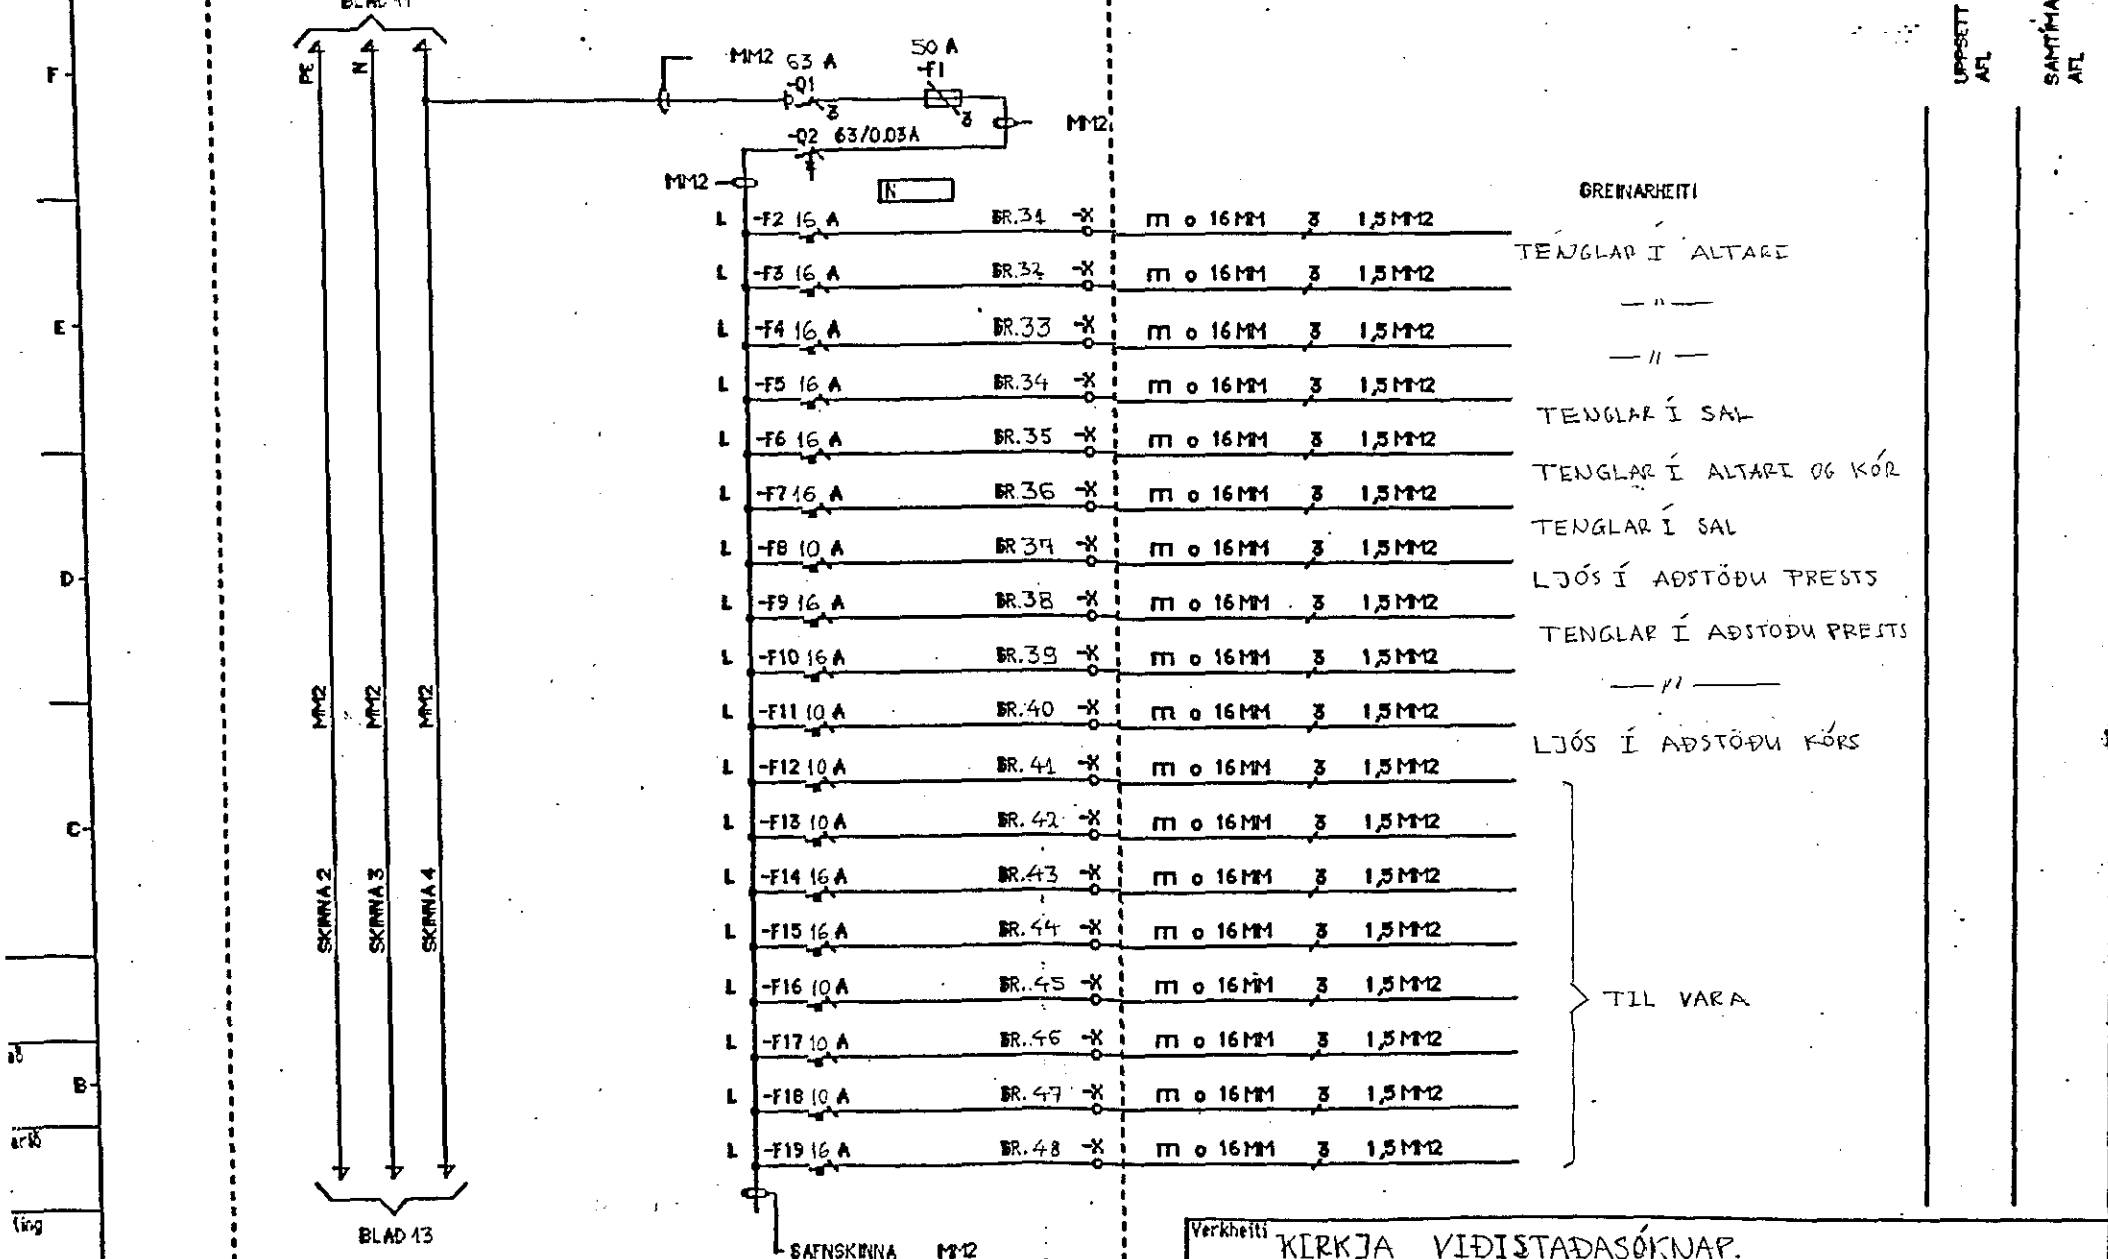 BLAD 11
UPPSETT AFL
SAMTÍMA AFL
F
PE
N
MM2 63 A
50 A
-Q1
-F1
3
3
MM2
-Q2 63/0.03A
4
MM2
N
GREINARHEITI
L -F2 16 A BR.31 -X m o 16MM 3 1,5MM2
TENGLAR Í ALTARI
L -F3 16 A BR.32 -X m o 16MM 3 1,5MM2
— " —
E
L -F4 16 A BR.33 -X m o 16MM 3 1,5MM2
— " —
L -F5 16 A BR.34 -X m o 16MM 3 1,5MM2
TENGLAR Í SAL
L -F6 16 A BR.35 -X m o 16MM 3 1,5MM2
TENGLAR Í ALTARI OG KÓR
L -F7 16 A BR.36 -X m o 16MM 3 1,5MM2
TENGLAR Í SAL
L -F8 10 A BR 37 -X m o 16MM 3 1,5MM2
D
LJÓS Í AÐSTÖÐU PRESTS
L -F9 16 A BR.38 -X m o 16MM 3 1,5MM2
TENGLAR Í AÐSTÖÐU PRESTS
L -F10 16 A BR.39 -X m o 16MM 3 1,5MM2
— " —
MM2
MM2
MM2
L -F11 10 A BR.40 -X m o 16MM 3 1,5MM2
LJÓS Í AÐSTÖÐU KÓRS
L -F12 10 A BR. 41 -X m o 16MM 3 1,5MM2
C
L -F13 10 A BR. 42 -X m o 16MM 3 1,5MM2
SKINNA 2
SKINNA 3
SKINNA 4
L -F14 16 A BR.43 -X m o 16MM 3 1,5MM2
L -F15 16 A BR.44 -X m o 16MM 3 1,5MM2
L -F16 10 A BR.45 -X m o 16MM 3 1,5MM2
TIL VARA
L -F17 10 A BR.46 -X m o 16MM 3 1,5MM2
B
L -F18 10 A BR. 47 -X m o 16MM 3 1,5MM2
L -F19 16 A BR.48 -X m o 16MM 3 1,5MM2
BLAD 13
SAFNSKINNA MM2
Verkheiti
KIRKJA VIÐISTAÐASÓKNAR.